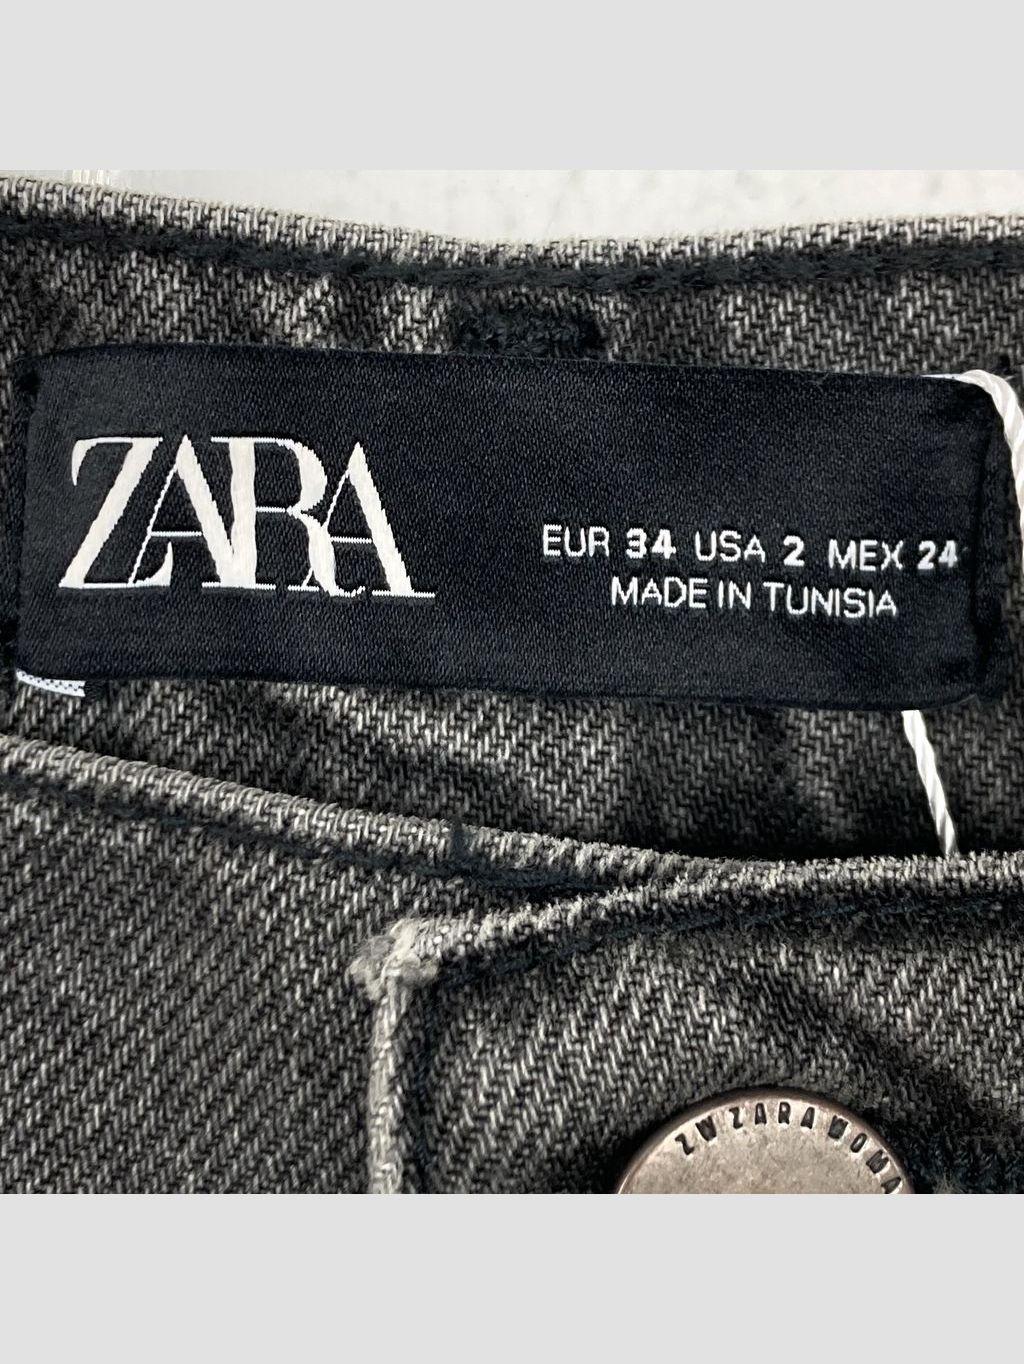 ZARA
EUR 34 USA 2 MEX 24
MADE IN TUNISIA
ZW ZARA WOMA